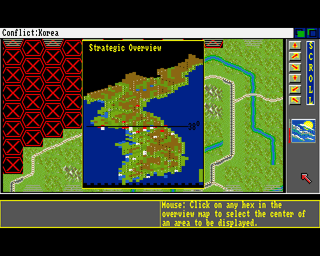 Conflict:Korea
Strategic Overview
38°
SCROLL
Mouse: Click on any hex in the
overview map to select the center of
an area to be displayed.